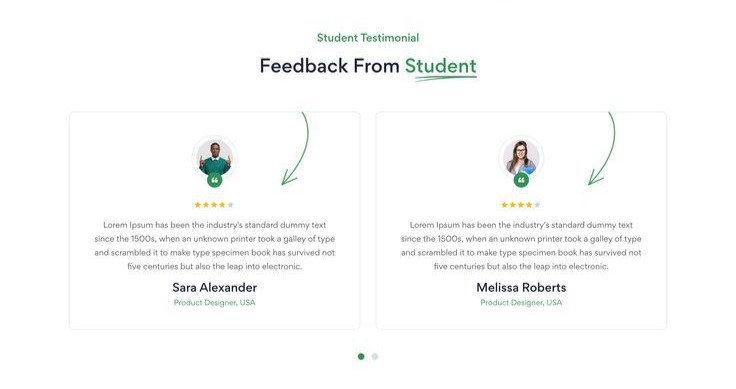 Student Testimonial
Feedback From Student
Lorem Ipsum has been the industry's standard dummy text
since the 1500s, when an unknown printer took a galley of type
and scrambled it to make type specimen book has survived not
five centuries but also the leap into electronic.
Sara Alexander
Product Designer, USA
Lorem Ipsum has been the industry's standard dummy text
since the 1500s, when an unknown printer took a galley of type
and scrambled it to make type specimen book has survived not
five centuries but also the leap into electronic.
Melissa Roberts
Product Designer, USA